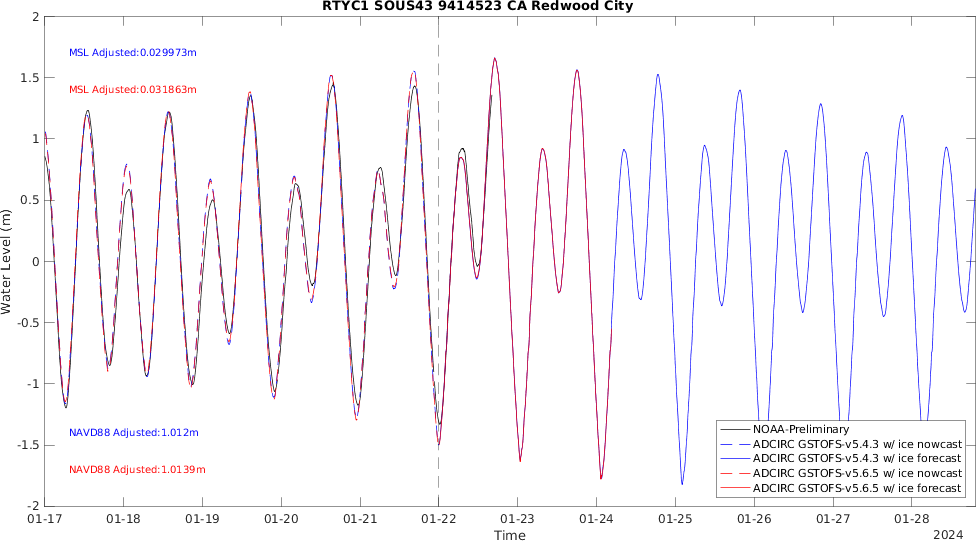 RTYC1 SOUS43 9414523 CA Redwood City
2
1.5
1
0.5
0
-0.5
-1
-1.5
-2
Water Level (m)
MSL Adjusted:0.029973m
MSL Adjusted:0.031863m
NAVD88 Adjusted:1.012m
NAVD88 Adjusted:1.0139m
NOAA-Preliminary
ADCIRC GSTOFS-v5.4.3 w/ ice nowcast
ADCIRC GSTOFS-v5.4.3 w/ ice forecast
ADCIRC GSTOFS-v5.6.5 w/ ice nowcast
ADCIRC GSTOFS-v5.6.5 w/ ice forecast
01-17 01-18 01-19 01-20 01-21 01-22 01-23 01-24 01-25 01-26 01-27 01-28
Time
2024